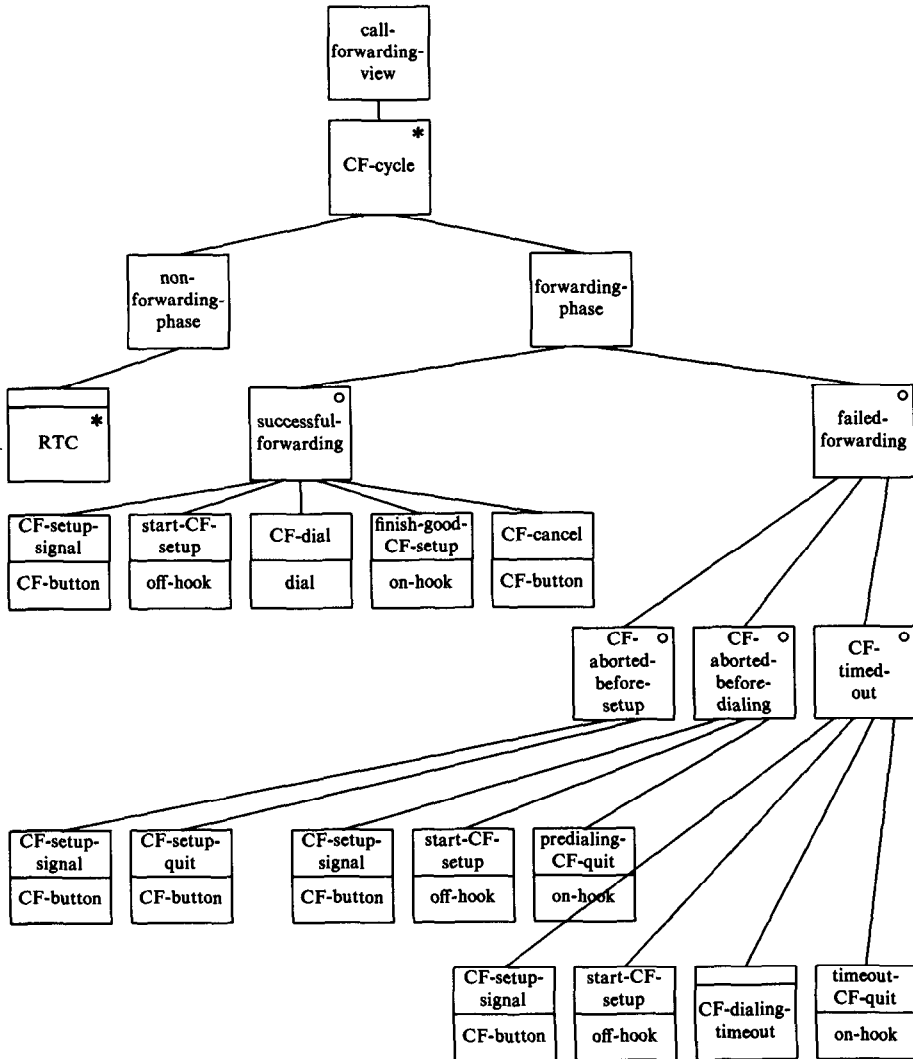 call-
forwarding-
view
*
CF-cycle
non-
forwarding-
phase
forwarding-
phase
*
RTC
successful-
forwarding
failed-
forwarding
CF-setup-
signal
CF-button
start-CF-
setup
off-hook
CF-dial
dial
finish-good-
CF-setup
on-hook
CF-cancel
CF-button
CF-
aborted-
before-
setup
CF-
aborted-
before-
dialing
CF-
timed-
out
CF-setup-
signal
CF-button
CF-setup-
quit
CF-button
CF-setup-
signal
CF-button
start-CF-
setup
off-hook
predialing-
CF-quit
on-hook
CF-setup-
signal
CF-button
start-CF-
setup
off-hook
CF-dialing-
timeout
timeout-
CF-quit
on-hook